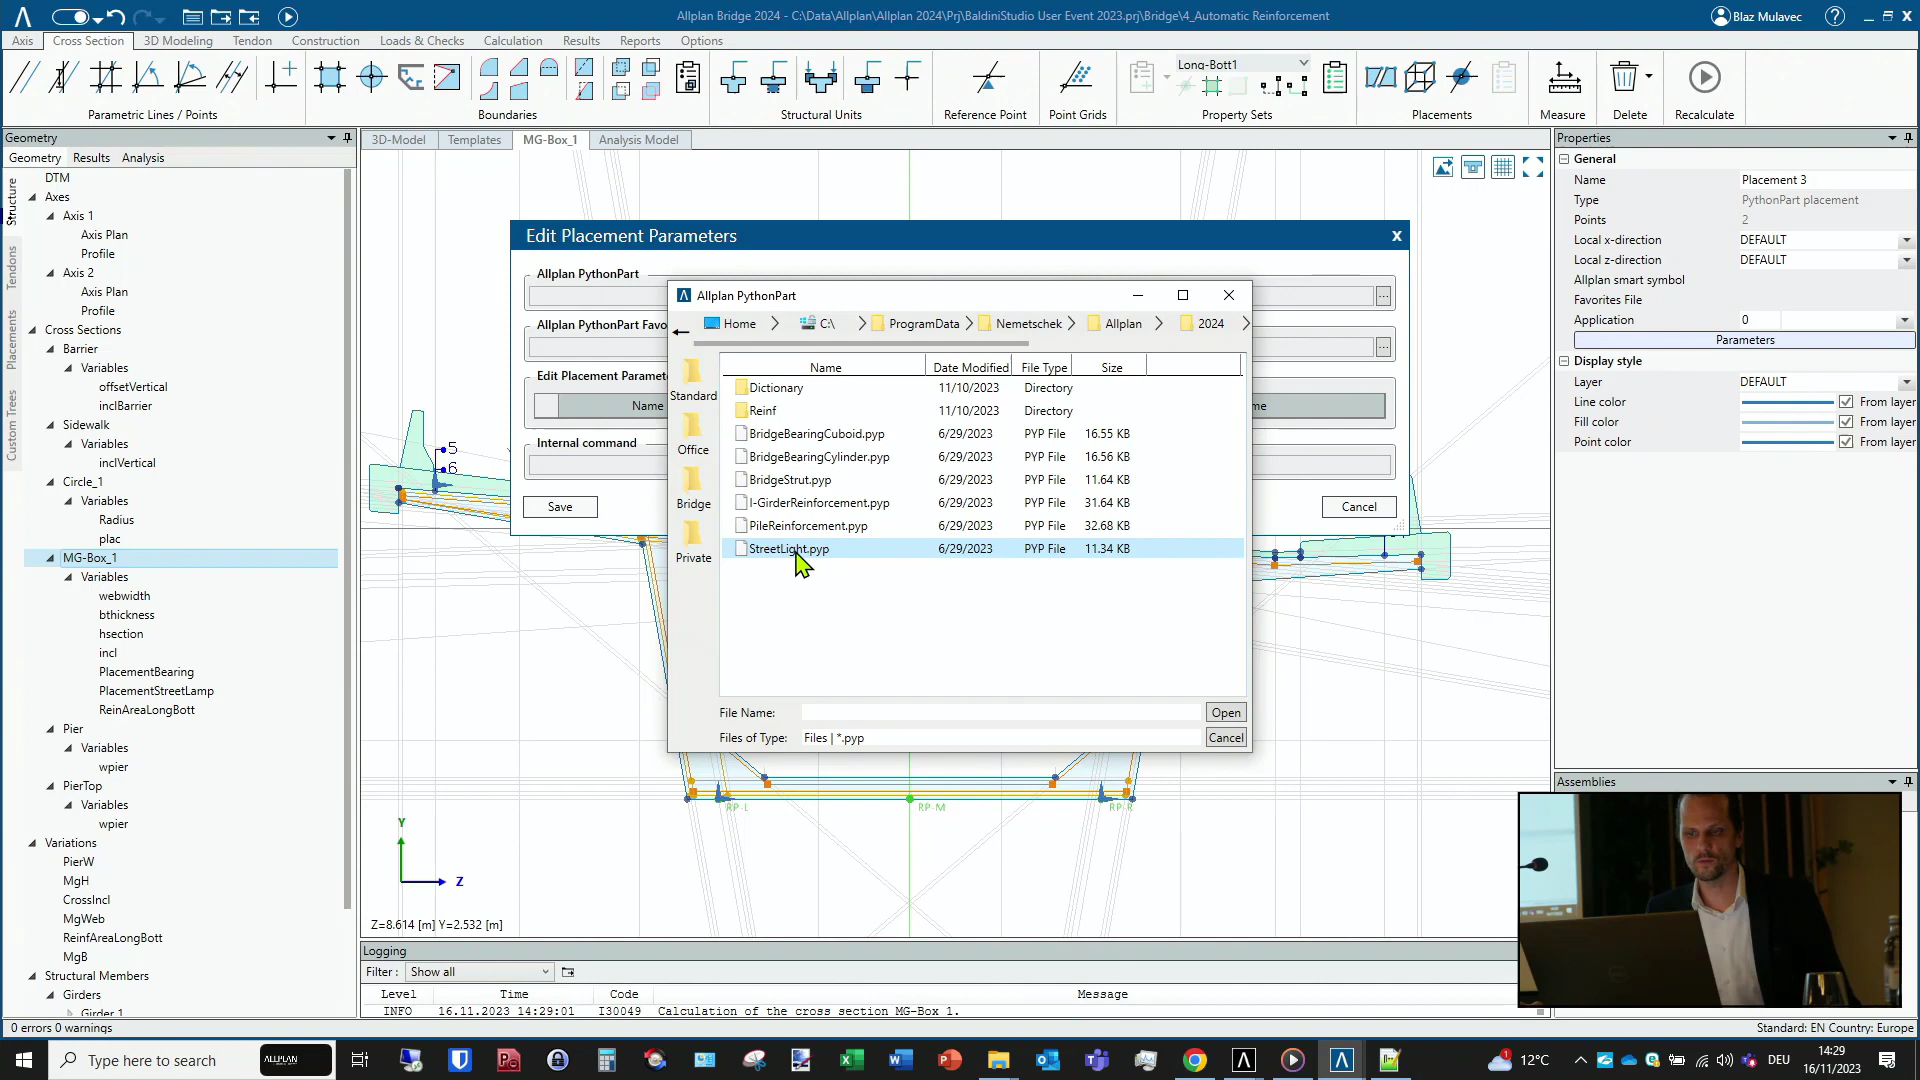 Allplan Bridge 2024 - C:\Data\Allplan\Allplan 2024\Prj\BaldiniStudio User Event 2023.prj\Bridge\4_Automatic Reinforcement
Blaz Mulavec
Axis Cross Section 3D Modeling Tendon Construction Loads & Checks Calculation Results Reports Options
Long-Bott1
Parametric Lines / Points Boundaries Structural Units Reference Point Point Grids Property Sets Placements Measure Delete Recalculate
Geometry
Geometry Results Analysis
Structure
Tendons
Placements
Custom Trees
DTM
Axes
Axis 1
Axis Plan
Profile
Axis 2
Axis Plan
Profile
Cross Sections
Barrier
Variables
offsetVertical
inclBarrier
Sidewalk
Variables
inclVertical
Circle_1
Variables
Radius
plac
MG-Box_1
Variables
webwidth
bthickness
hsection
incl
PlacementBearing
PlacementStreetLamp
ReinAreaLongBott
Pier
Variables
wpier
PierTop
Variables
wpier
Variations
PierW
MgH
CrossIncl
MgWeb
ReinfAreaLongBott
MgB
Structural Members
Girders
Girder 1
3D-Model Templates MG-Box_1 Analysis Model
5
6
Edit Placement Parameters X
Allplan PythonPart
...
Allplan PythonPart Favo
...
Edit Placement Paramete
Name
me
Internal command
Save
Cancel
Allplan PythonPart
Home C:\ ProgramData Nemetschek Allplan 2024
Standard
Office
Bridge
Private
Name Date Modified File Type Size
Dictionary 11/10/2023 Directory
Reinf 11/10/2023 Directory
BridgeBearingCuboid.pyp 6/29/2023 PYP File 16.55 KB
BridgeBearingCylinder.pyp 6/29/2023 PYP File 16.56 KB
BridgeStrut.pyp 6/29/2023 PYP File 11.64 KB
I-GirderReinforcement.pyp 6/29/2023 PYP File 31.64 KB
PileReinforcement.pyp 6/29/2023 PYP File 32.68 KB
StreetLight.pyp 6/29/2023 PYP File 11.34 KB
File Name: Open
Files of Type: Files | *.pyp Cancel
RP-L RP-M RP-R
Y
Z
Z=8.614 [m] Y=2.532 [m]
Properties
General
Name Placement 3
Type PythonPart placement
Points 2
Local x-direction DEFAULT
Local z-direction DEFAULT
Allplan smart symbol
Favorites File
Application 0
Parameters
Display style
Layer DEFAULT
Line color From layer
Fill color From layer
Point color From layer
Assemblies
Logging
Filter : Show all
Level Time Code Message
INFO 16.11.2023 14:29:01 I30049 Calculation of the cross section MG-Box 1.
0 errors 0 warnings
Standard: EN Country: Europe
Type here to search
ALLPLAN
12°C
DEU
14:29
16/11/2023